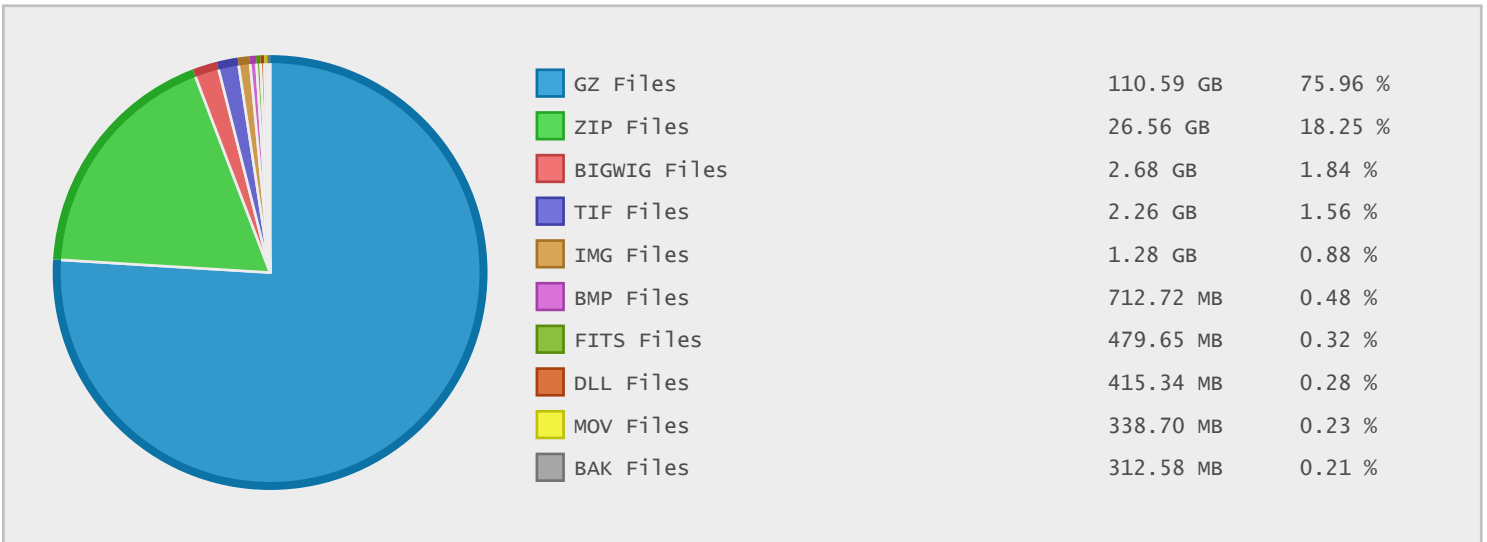 GZ Files 110.59 GB 75.96 %
ZIP Files 26.56 GB 18.25 %
BIGWIG Files 2.68 GB 1.84 %
TIF Files 2.26 GB 1.56 %
IMG Files 1.28 GB 0.88 %
BMP Files 712.72 MB 0.48 %
FITS Files 479.65 MB 0.32 %
DLL Files 415.34 MB 0.28 %
MOV Files 338.70 MB 0.23 %
BAK Files 312.58 MB 0.21 %